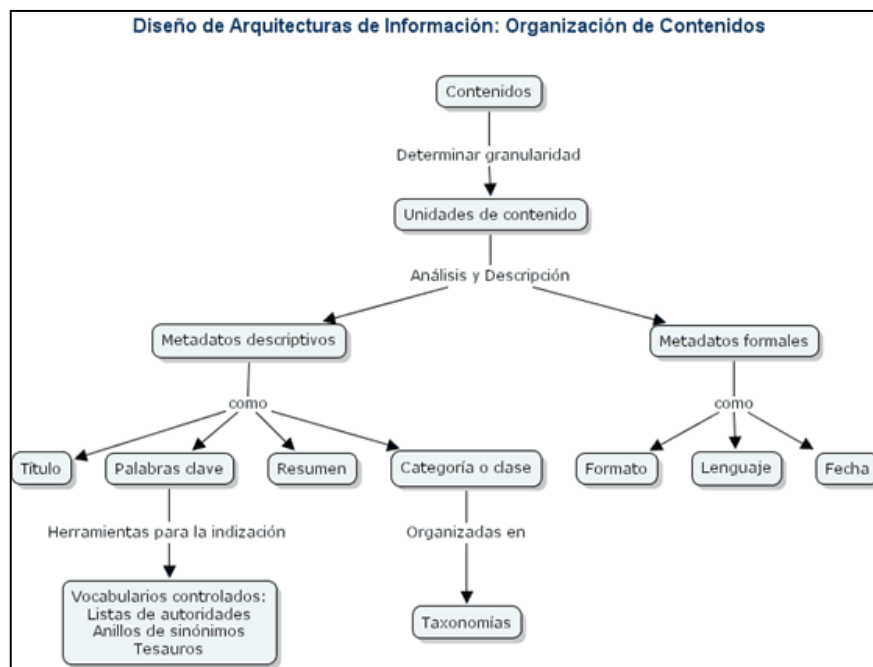 Diseño de Arquitecturas de Información: Organización de Contenidos
Contenidos
Determinar granularidad
Unidades de contenido
Análisis y Descripción
Metadatos descriptivos
Metadatos formales
como
como
Título
Palabras clave
Resumen
Categoría o clase
Formato
Lenguaje
Fecha
Herramientas para la indización
Organizadas en
Vocabularios controlados:
Listas de autoridades
Anillos de sinónimos
Tesauros
Taxonomías